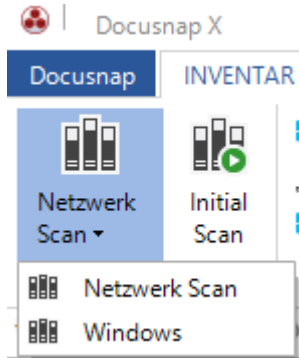 Docusnap X
Docusnap INVENTAR
Netzwerk Scan
Initial Scan
Netzwerk Scan
Windows